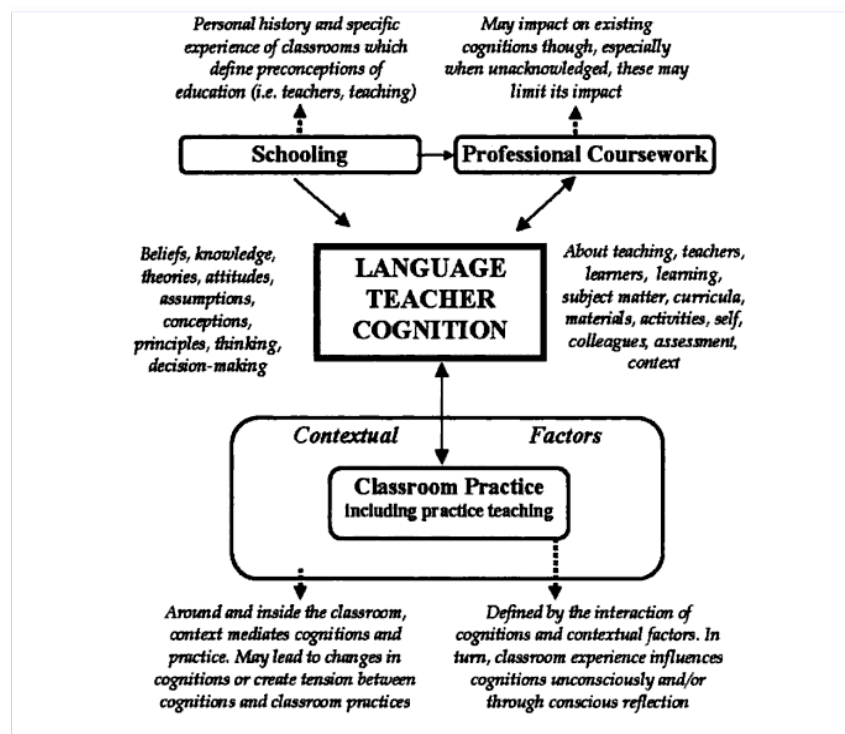 Personal history and specific
experience of classrooms which
define preconceptions of
education (i.e. teachers, teaching)
May impact on existing
cognitions though, especially
when unacknowledged, these may
limit its impact
Schooling
Professional Coursework
Beliefs, knowledge,
theories, attitudes,
assumptions,
conceptions,
principles, thinking,
decision-making
LANGUAGE
TEACHER
COGNITION
About teaching, teachers,
learners, learning,
subject matter, curricula,
materials, activities, self,
colleagues, assessment,
context
Contextual Factors
Classroom Practice
including practice teaching
Around and inside the classroom,
context mediates cognitions and
practice. May lead to changes in
cognitions or create tension between
cognitions and classroom practices
Defined by the interaction of
cognitions and contextual factors. In
turn, classroom experience influences
cognitions unconsciously and/or
through conscious reflection